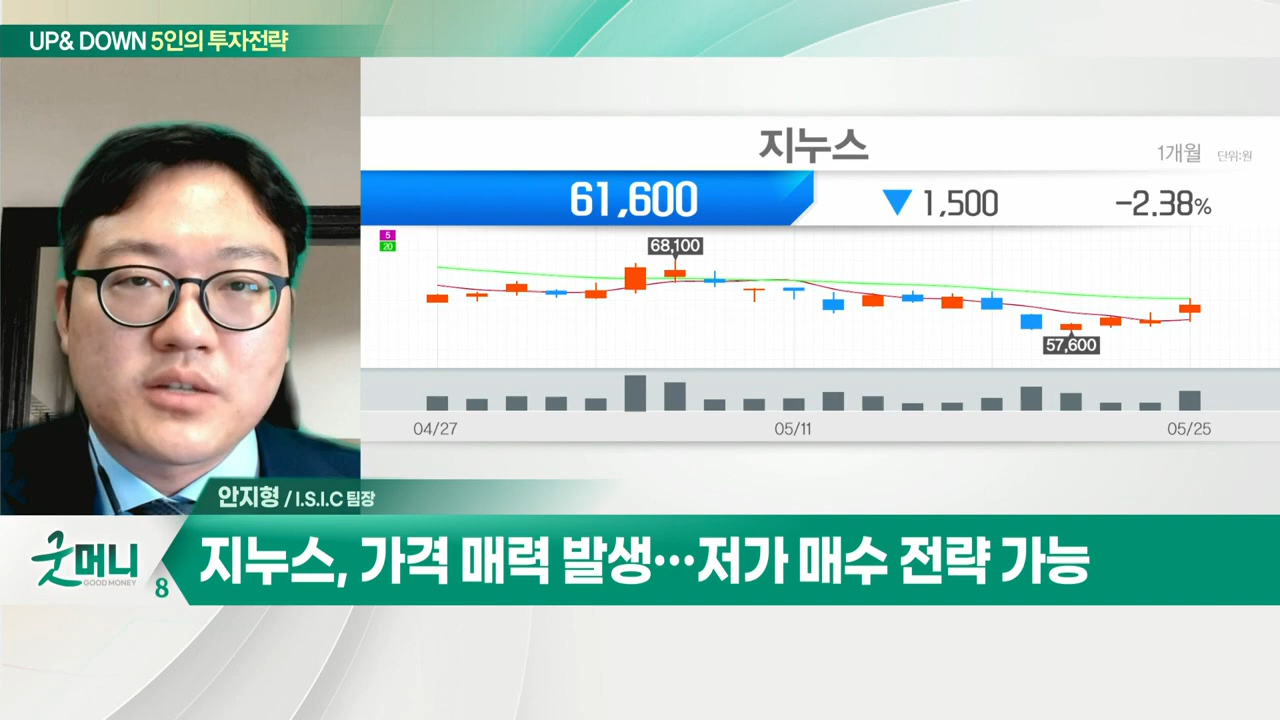 UP& DOWN 5인의 투자전략
지누스
1개월 단위:원
61,600 ▼ 1,500 -2.38%
5
20
68,100
57,600
04/27 05/11 05/25
안지형 / I.S.I.C 팀장
굿머니
GOOD MONEY
8
지누스, 가격 매력 발생…저가 매수 전략 가능